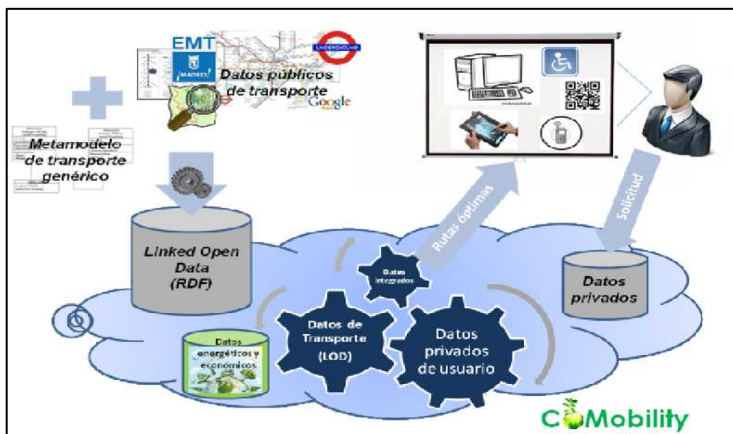 EMT
¡MADRID!
UNDERGROUND
Datos públicos
de transporte
Google
Metamodelo
de transporte
genérico
Linked Open
Data
(RDF)
Rutas óptimas
Solicitud
Datos
privados
Datos
integrados
Datos de
Transporte
(LOD)
Datos
privados
de usuario
Datos
energéticos y
económicos
CoMobility